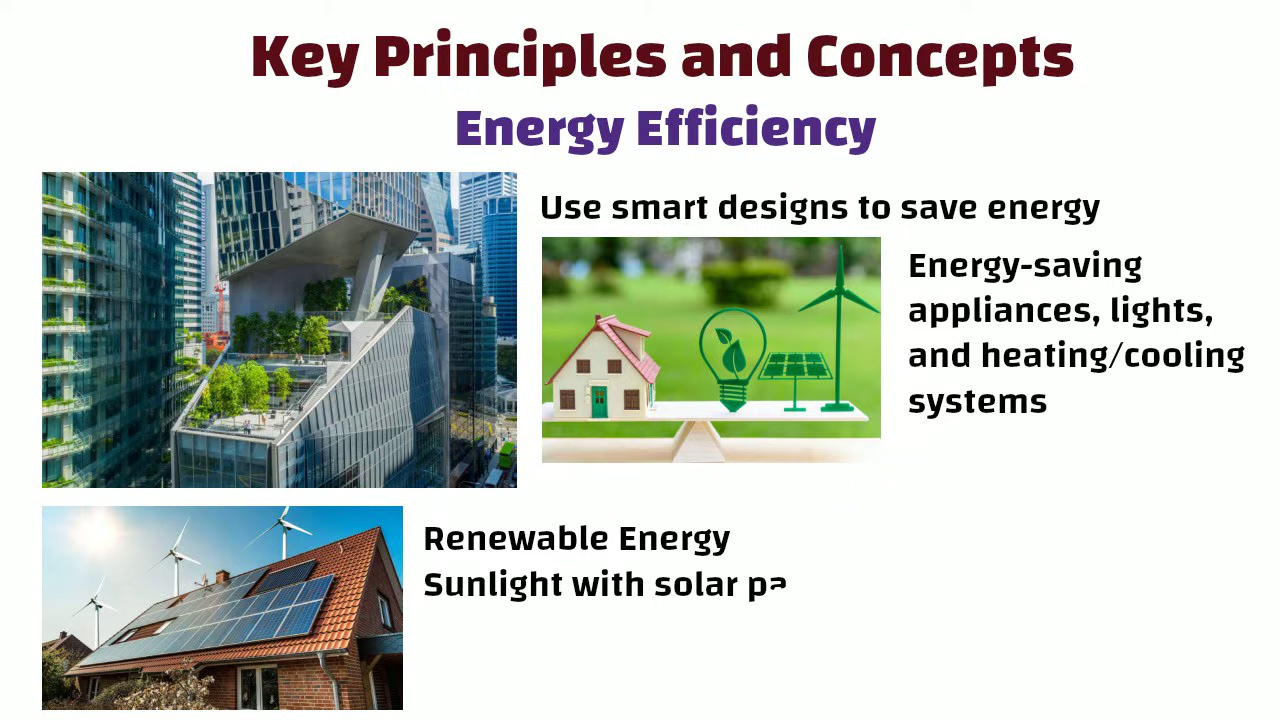 Key Principles and Concepts
Energy Efficiency
Use smart designs to save energy
Energy-saving
appliances, lights,
and heating/cooling
systems
Renewable Energy
Sunlight with solar